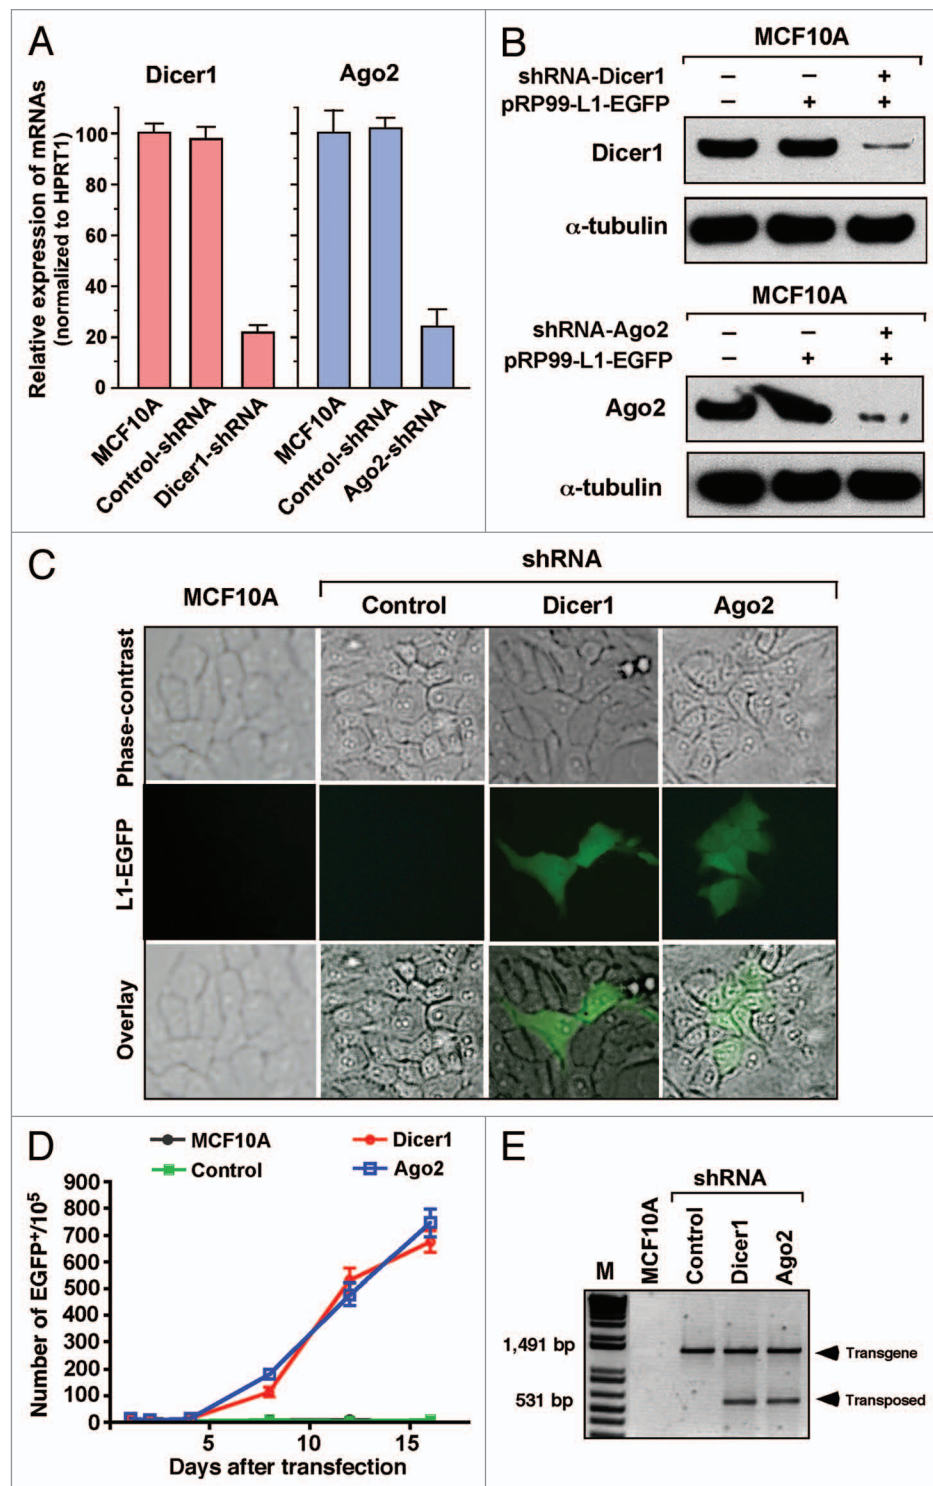 A
Dicer1
Ago2
Relative expression of mRNAs
(normalized to HPRT1)
100
80
60
40
20
0
MCF10A
Control-shRNA
Dicer1-shRNA
MCF10A
Control-shRNA
Ago2-shRNA
B
MCF10A
shRNA-Dicer1 – – +
pRP99-L1-EGFP – + +
Dicer1
α-tubulin
MCF10A
shRNA-Ago2 – – +
pRP99-L1-EGFP – + +
Ago2
α-tubulin
C
shRNA
MCF10A Control Dicer1 Ago2
Phase-contrast
L1-EGFP
Overlay
D
MCF10A
Dicer1
Control
Ago2
Number of EGFP⁺/10⁵
900
800
700
600
500
400
300
200
100
0
5 10 15
Days after transfection
E
shRNA
M
MCF10A
Control
Dicer1
Ago2
1,491 bp
531 bp
Transgene
Transposed